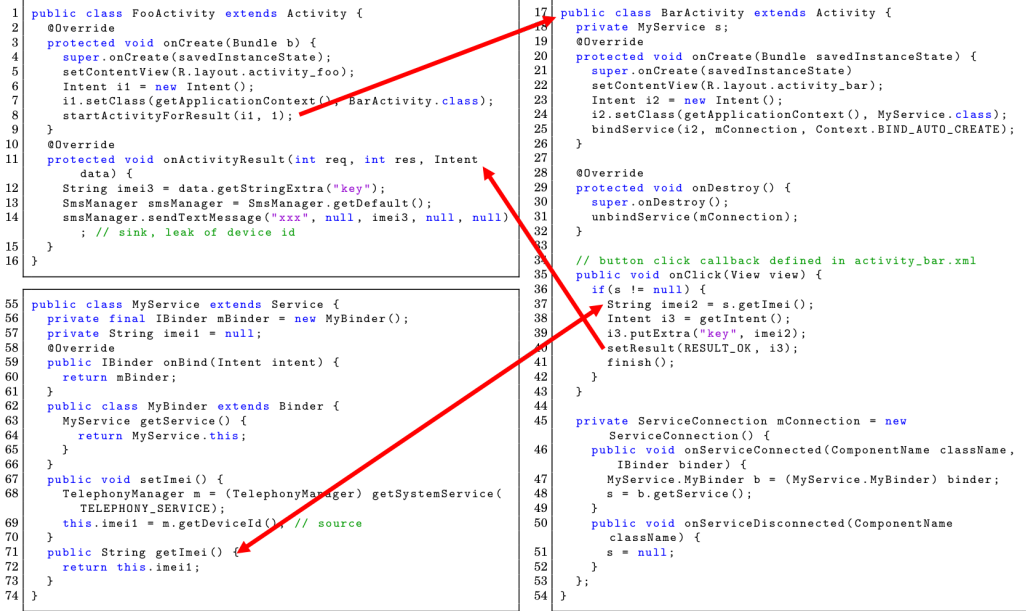 1 public class FooActivity extends Activity {
2 @Override
3 protected void onCreate(Bundle b) {
4 super.onCreate(savedInstanceState);
5 setContentView(R.layout.activity_foo);
6 Intent i1 = new Intent();
7 i1.setClass(getApplicationContext(), BarActivity.class);
8 startActivityForResult(i1, 1);
9 }
10 @Override
11 protected void onActivityResult(int req, int res, Intent
data) {
12 String imei3 = data.getStringExtra("key");
13 SmsManager smsManager = SmsManager.getDefault();
14 smsManager.sendTextMessage("xxx", null, imei3, null, null)
; // sink, leak of device id
15 }
16 }
55 public class MyService extends Service {
56 private final IBinder mBinder = new MyBinder();
57 private String imei1 = null;
58 @Override
59 public IBinder onBind(Intent intent) {
60 return mBinder;
61 }
62 public class MyBinder extends Binder {
63 MyService getService() {
64 return MyService.this;
65 }
66 }
67 public void setImei() {
68 TelephonyManager m = (TelephonyManager) getSystemService(
TELEPHONY_SERVICE);
69 this.imei1 = m.getDeviceId(); // source
70 }
71 public String getImei() {
72 return this.imei1;
73 }
74 }
17 public class BarActivity extends Activity {
18 private MyService s;
19 @Override
20 protected void onCreate(Bundle savedInstanceState) {
21 super.onCreate(savedInstanceState)
22 setContentView(R.layout.activity_bar);
23 Intent i2 = new Intent();
24 i2.setClass(getApplicationContext(), MyService.class);
25 bindService(i2, mConnection, Context.BIND_AUTO_CREATE);
26 }
27
28 @Override
29 protected void onDestroy() {
30 super.onDestroy();
31 unbindService(mConnection);
32 }
33
34 // button click callback defined in activity_bar.xml
35 public void onClick(View view) {
36 if(s != null) {
37 String imei2 = s.getImei();
38 Intent i3 = getIntent();
39 i3.putExtra("key", imei2);
40 setResult(RESULT_OK, i3);
41 finish();
42 }
43 }
44
45 private ServiceConnection mConnection = new
ServiceConnection() {
46 public void onServiceConnected(ComponentName className,
IBinder binder) {
47 MyService.MyBinder b = (MyService.MyBinder) binder;
48 s = b.getService();
49 }
50 public void onServiceDisconnected(ComponentName
className) {
51 s = null;
52 }
53 };
54 }